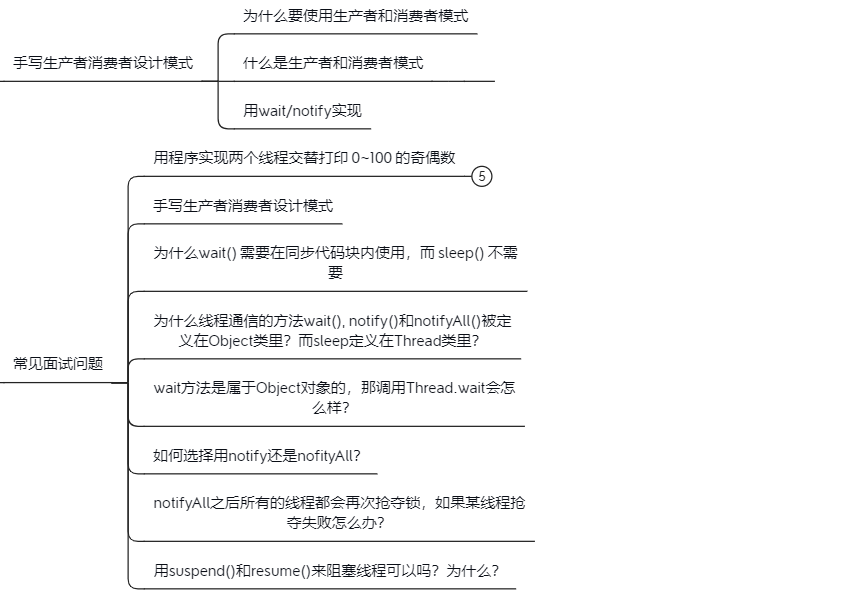 为什么要使用生产者和消费者模式
手写生产者消费者设计模式
什么是生产者和消费者模式
用wait/notify实现
用程序实现两个线程交替打印 0~100 的奇偶数
5
手写生产者消费者设计模式
为什么wait() 需要在同步代码块内使用，而 sleep() 不需
要
为什么线程通信的方法wait(), notify()和notifyAll()被定
义在Object类里？而sleep定义在Thread类里？
常见面试问题
wait方法是属于Object对象的，那调用Thread.wait会怎
么样？
如何选择用notify还是nofityAll？
notifyAll之后所有的线程都会再次抢夺锁，如果某线程抢
夺失败怎么办？
用suspend()和resume()来阻塞线程可以吗？为什么？